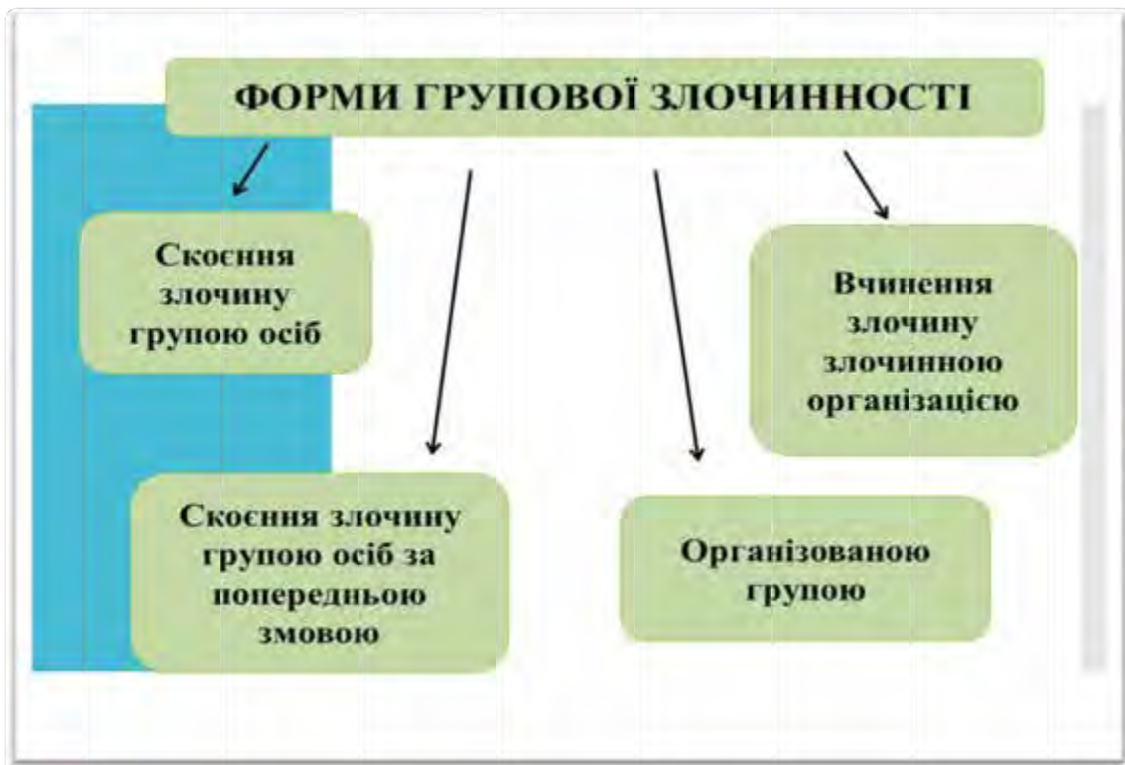 ФОРМИ ГРУПОВОЇ ЗЛОЧИННОСТІ
Скоєння
злочину
групою осіб
Вчинення
злочину
злочинною
організацією
Скоєння злочину
групою осіб за
попередньою
змовою
Організованою
групою